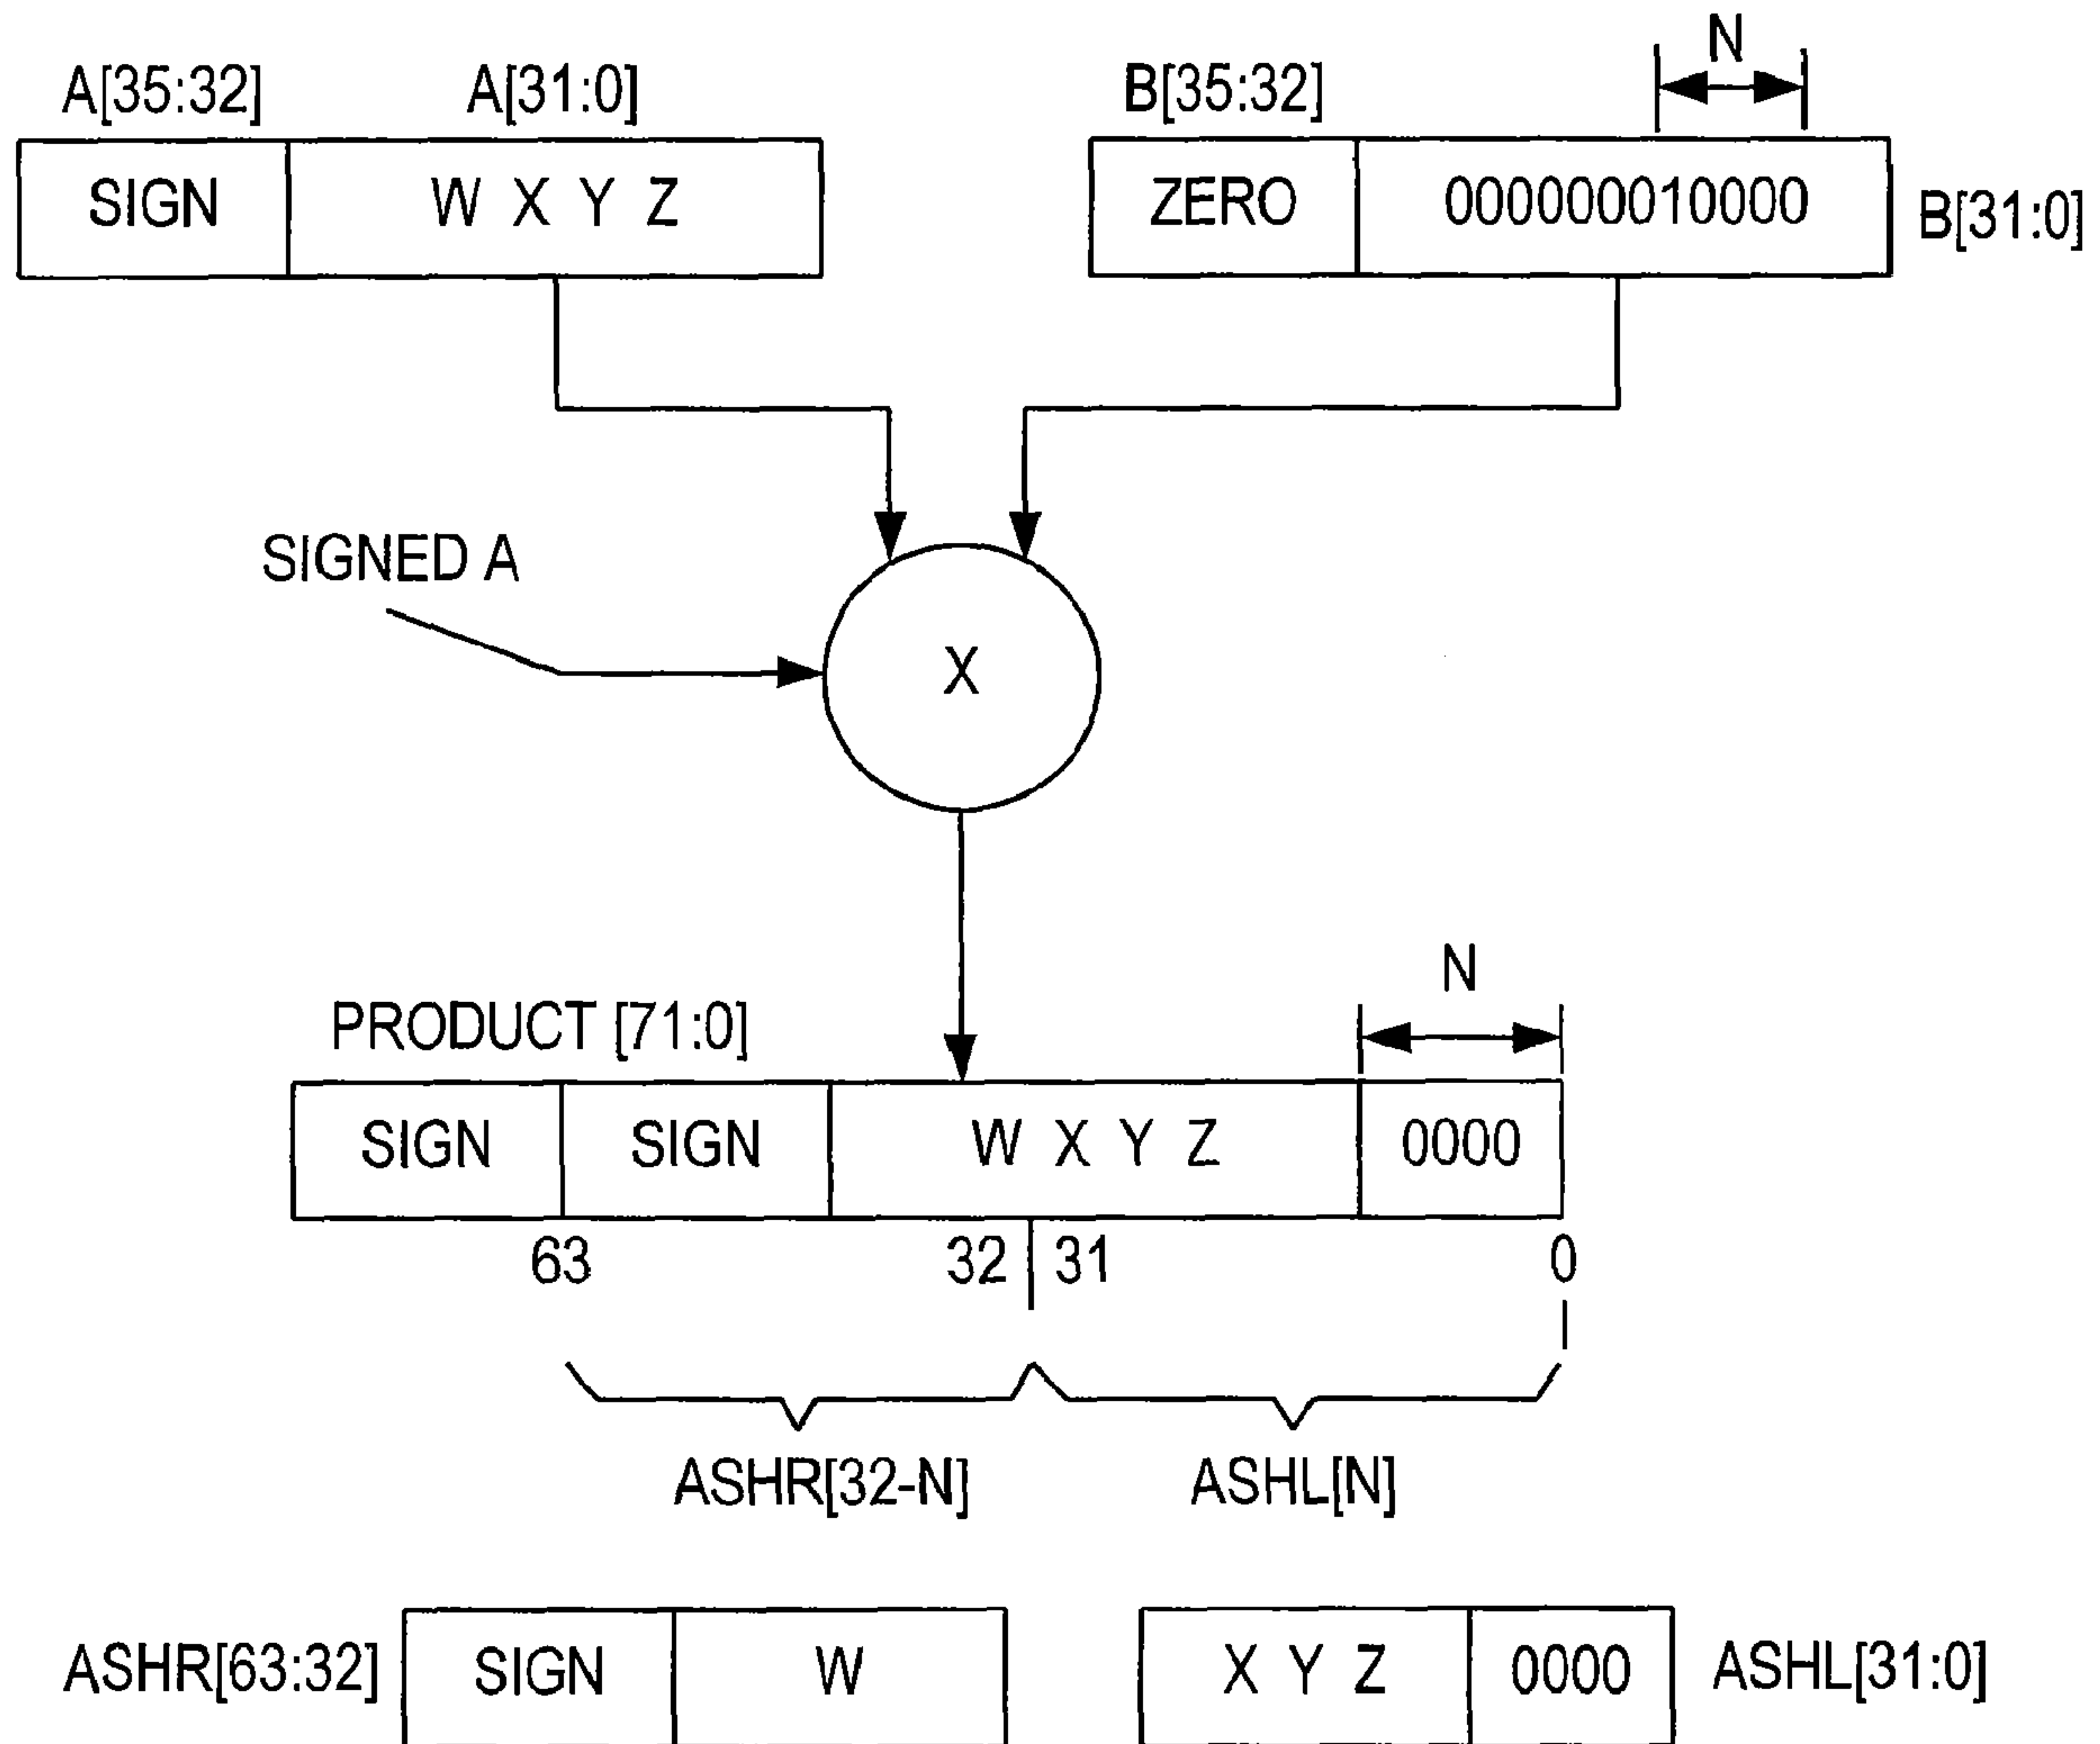 N
A[35:32] A[31:0] B[35:32]
SIGN W X Y Z ZERO 000000010000 B[31:0]
SIGNED A
X
N
PRODUCT [71:0]
SIGN SIGN W X Y Z 0000
63 32 31 0
ASHR[32-N] ASHL[N]
ASHR[63:32] SIGN W X Y Z 0000 ASHL[31:0]